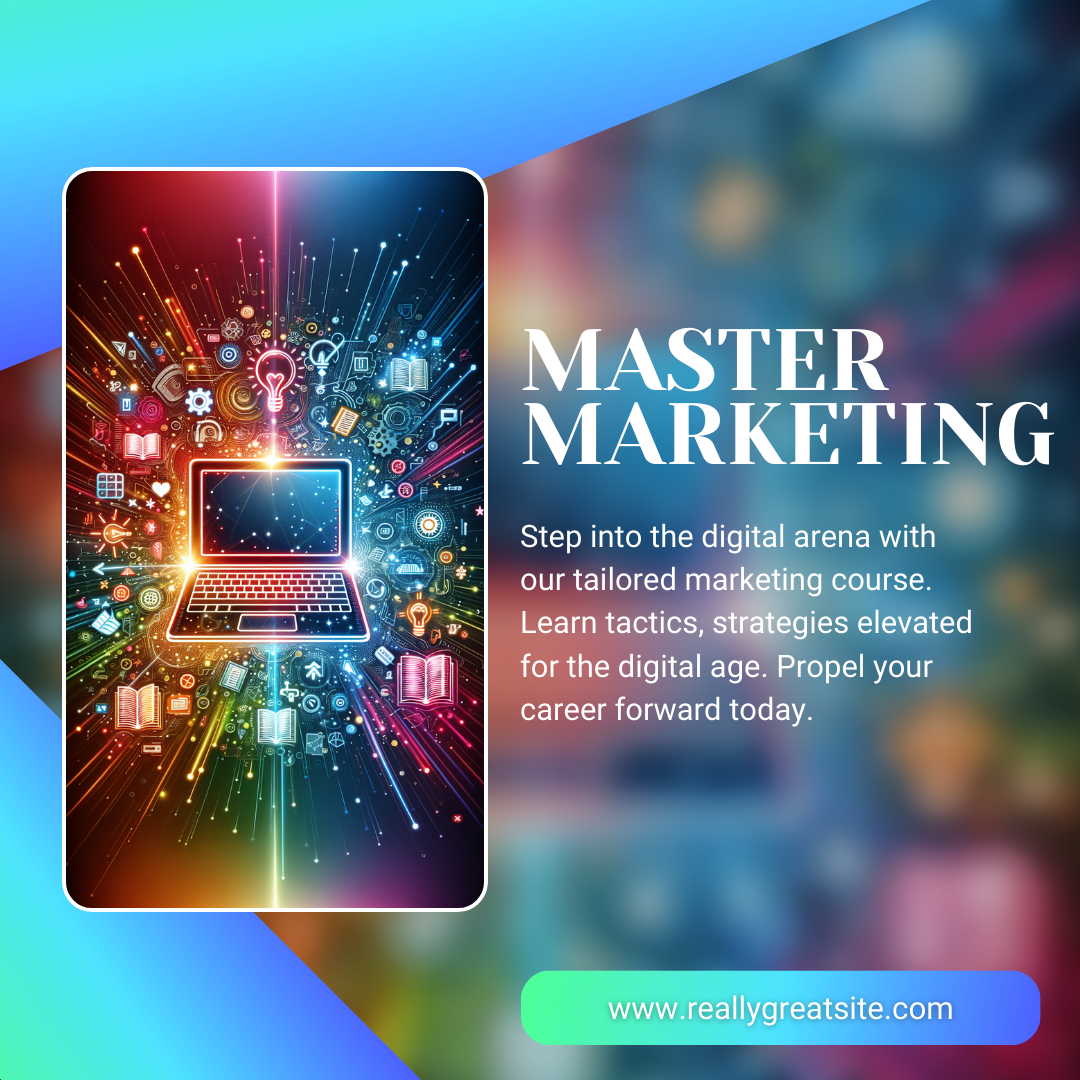 MASTER
MARKETING
Step into the digital arena with
our tailored marketing course.
Learn tactics, strategies elevated
for the digital age. Propel your
career forward today.
www.reallygreatsite.com